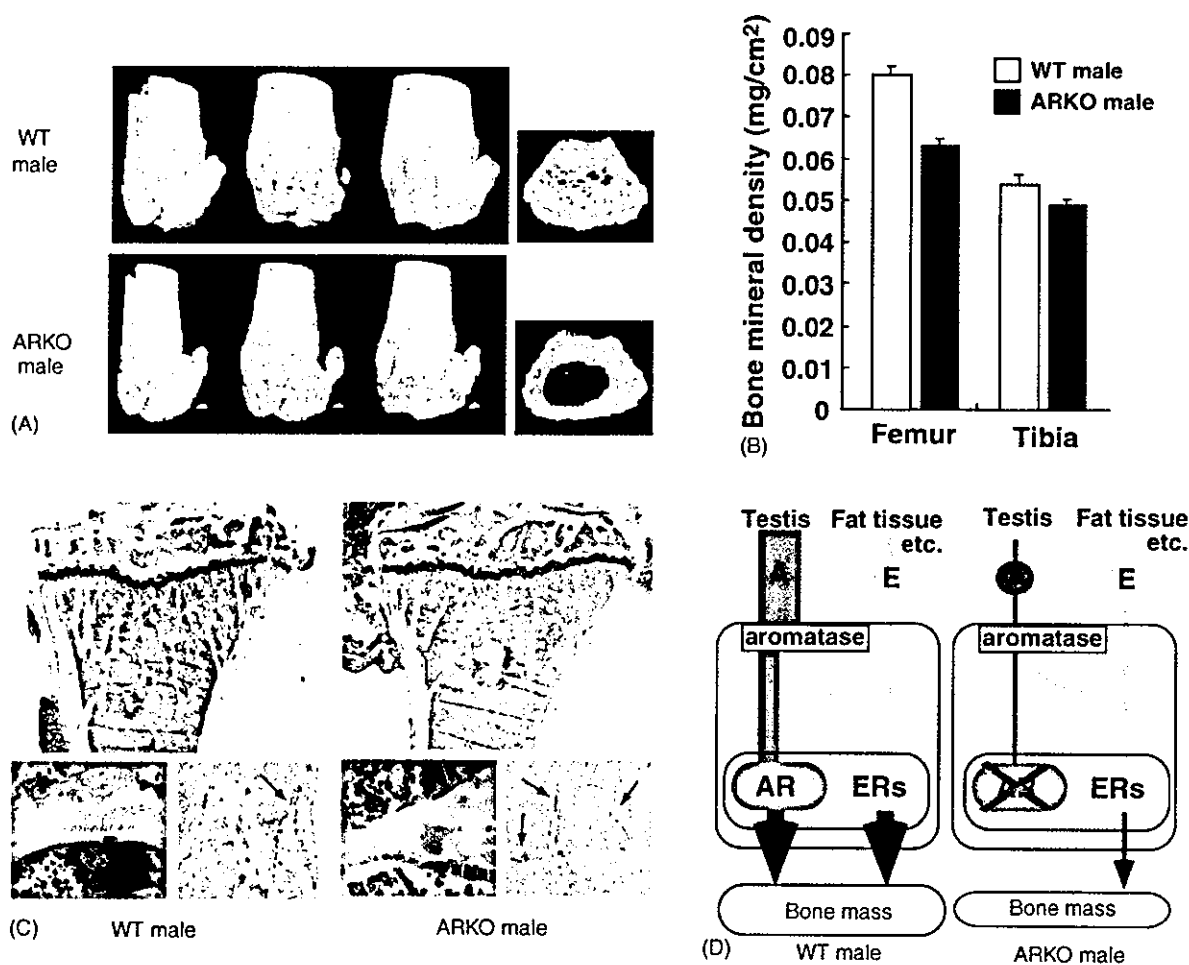 WT
male
ARKO
male
(A)
Bone mineral density (mg/cm²)
0.09
0.08
0.07
0.06
0.05
0.04
0.03
0.02
0.01
0
WT male
ARKO male
Femur
Tibia
(B)
(C)
WT male
ARKO male
Testis
Fat tissue
etc.
A
E
aromatase
AR
ERs
Bone mass
WT male
Testis
Fat tissue
etc.
E
aromatase
ERs
Bone mass
ARKO male
(D)